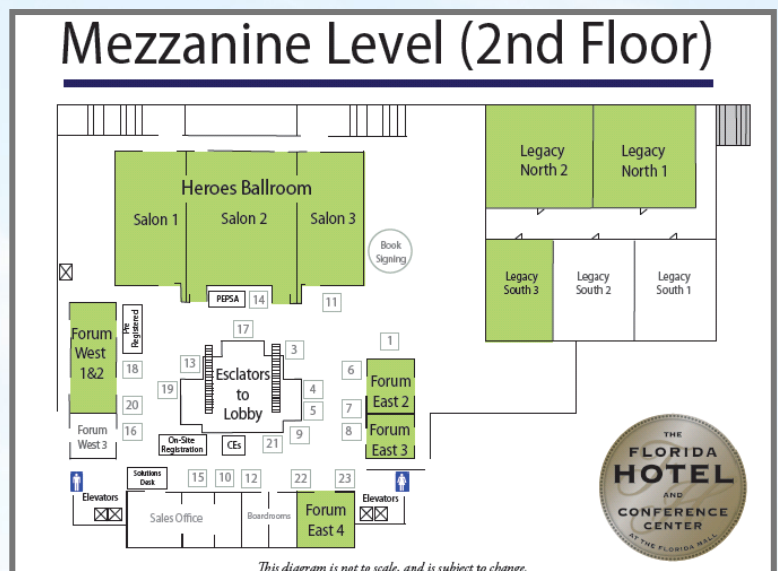 Mezzanine Level (2nd Floor)
Heroes Ballroom
Salon 1
Salon 2
Salon 3
Book
Signing
Legacy
North 2
Legacy
North 1
Legacy
South 3
Legacy
South 2
Legacy
South 1
PEPSA
14
11
17
Pre
Registered
Forum
West
1&2
18
13
3
1
6
Esclators
to
Lobby
19
4
5
Forum
East 2
7
20
Forum
West 3
16
On-Site
Registration
CEs
21
9
8
Forum
East 3
Solutions
Desk
15
10
12
22
23
Elevators
Elevators
Sales Office
Boardrooms
Forum
East 4
THE
FLORIDA
HOTEL
AND
CONFERENCE
CENTER
AT THE FLORIDA MALL
This diagram is not to scale, and is subject to change.